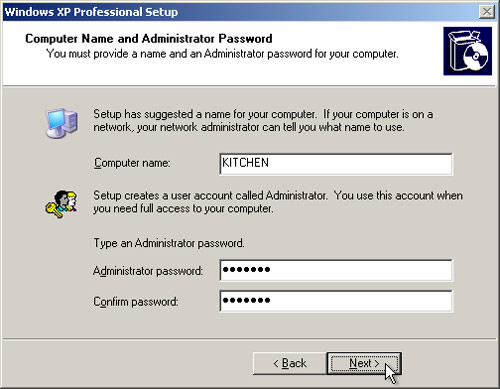 Windows XP Professional Setup
Computer Name and Administrator Password
You must provide a name and an Administrator password for your computer.
Setup has suggested a name for your computer. If your computer is on a
network, your network administrator can tell you what name to use.
Computer name: KITCHEN
Setup creates a user account called Administrator. You use this account when
you need full access to your computer.
Type an Administrator password.
Administrator password: •••••••
Confirm password: •••••••
< Back Next >